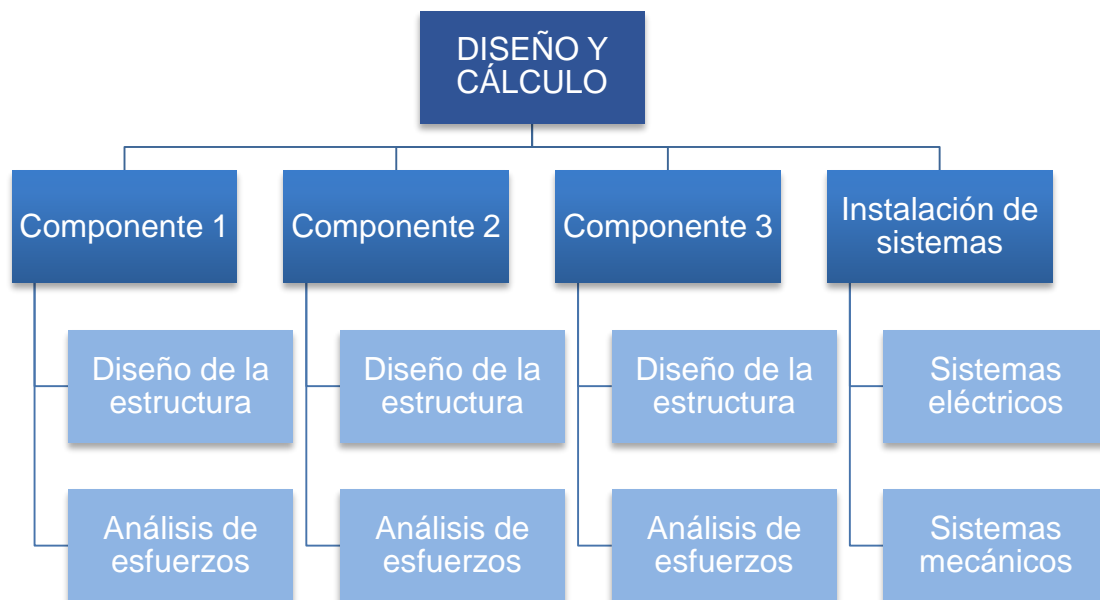 DISEÑO Y
CÁLCULO
Componente 1
Componente 2
Componente 3
Instalación de
sistemas
Diseño de la
estructura
Diseño de la
estructura
Diseño de la
estructura
Sistemas
eléctricos
Análisis de
esfuerzos
Análisis de
esfuerzos
Análisis de
esfuerzos
Sistemas
mecánicos